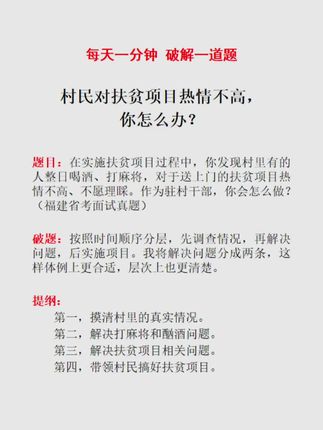 每天一分钟 破解一道题
村民对扶贫项目热情不高，
你怎么办？
题目：在实施扶贫项目过程中，你发现村里有的
人整日喝酒、打麻将，对于送上门的扶贫项目热
情不高、不愿理睬。作为驻村干部，你会怎么做？
（福建省考面试真题）
破题：按照时间顺序分层，先调查情况，再解决
问题，后实施项目。我将解决问题分成两条，这
样体例上更合适，层次上也更清楚。
提纲：
第一，摸清村里的真实情况。
第二，解决打麻将和酗酒问题。
第三，解决扶贫项目相关问题。
第四，带领村民搞好扶贫项目。